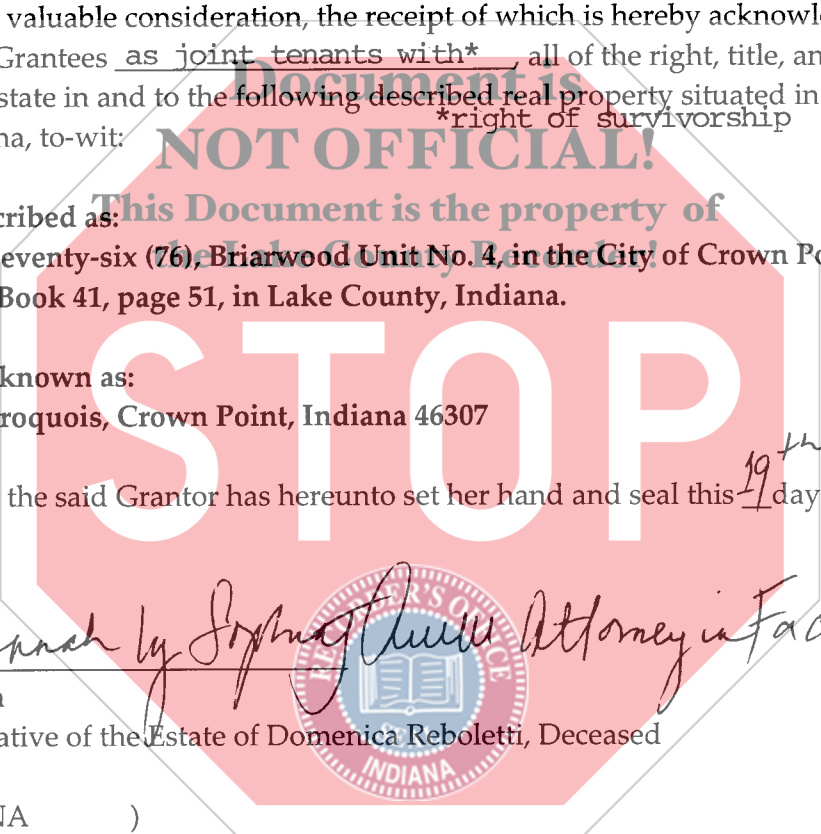 valuable consideration, the receipt of which is hereby acknowl
Grantees as joint tenants with* , all of the right, title, an
state in and to the following described real property situated in
*right of survivorship
na, to-wit:
Document is
NOT OFFICIAL!
This Document is the property of
the Lake County Recorder!
cribed as:
eventy-six (76), Briarwood Unit No. 4, in the City of Crown Po
Book 41, page 51, in Lake County, Indiana.
STOP
known as:
roquois, Crown Point, Indiana 46307
the said Grantor has hereunto set her hand and seal this 19th day
by Attorney in Fac
ative of the Estate of Domenica Reboletti, Deceased
RECORDER'S OFFICE
SEAL
INDIANA
NA )